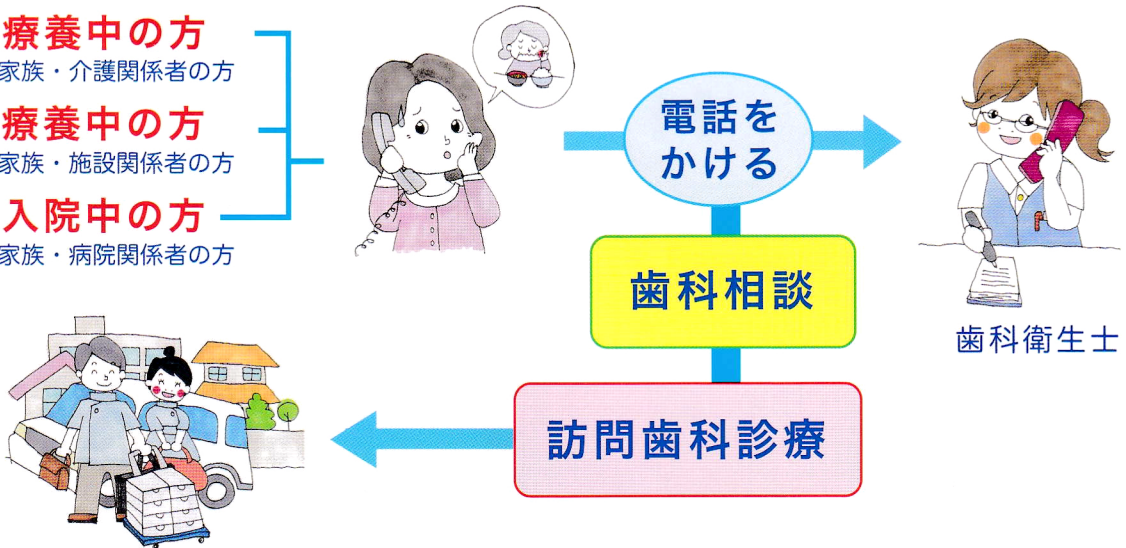 療養中の方
家族・介護関係者の方
療養中の方
家族・施設関係者の方
入院中の方
家族・病院関係者の方
電話を
かける
歯科相談
歯科衛生士
訪問歯科診療